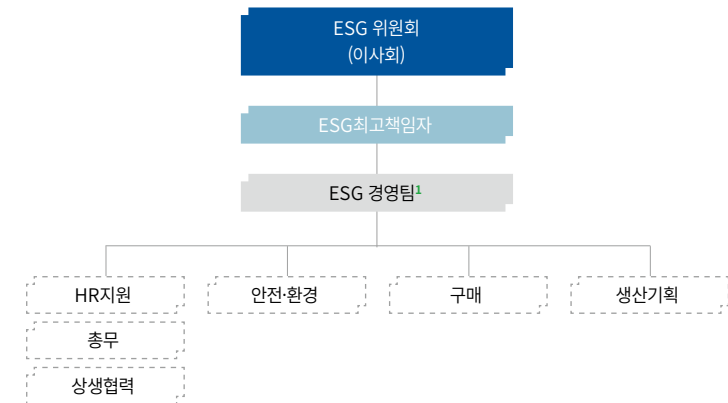 ESG 위원회
(이사회)
ESG최고책임자
ESG 경영팀1
HR지원
안전·환경
구매
생산기획
총무
상생협력